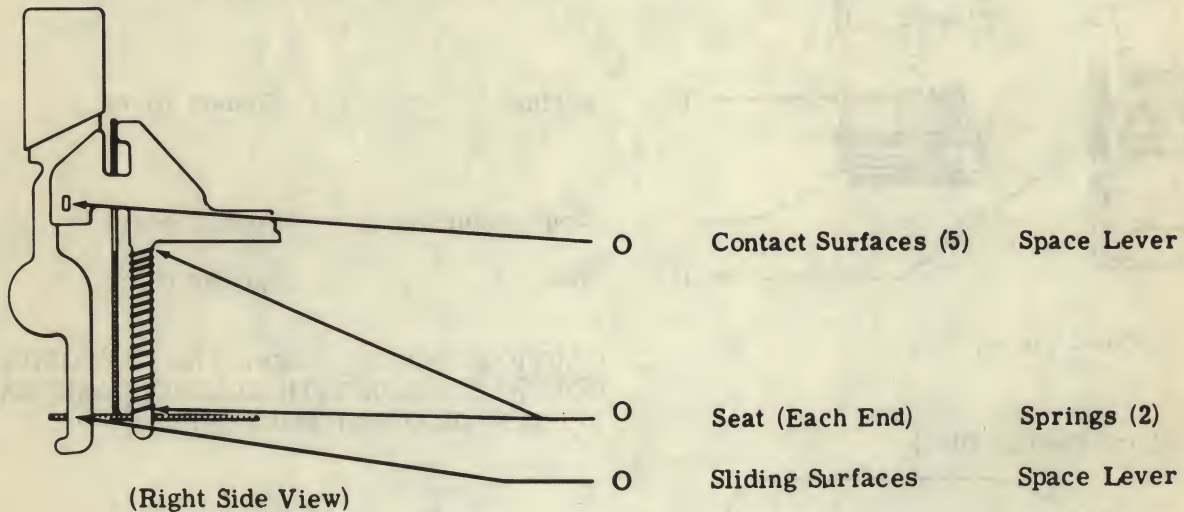 O Contact Surfaces (5) Space Lever
O Seat (Each End) Springs (2)
O Sliding Surfaces Space Lever
(Right Side View)